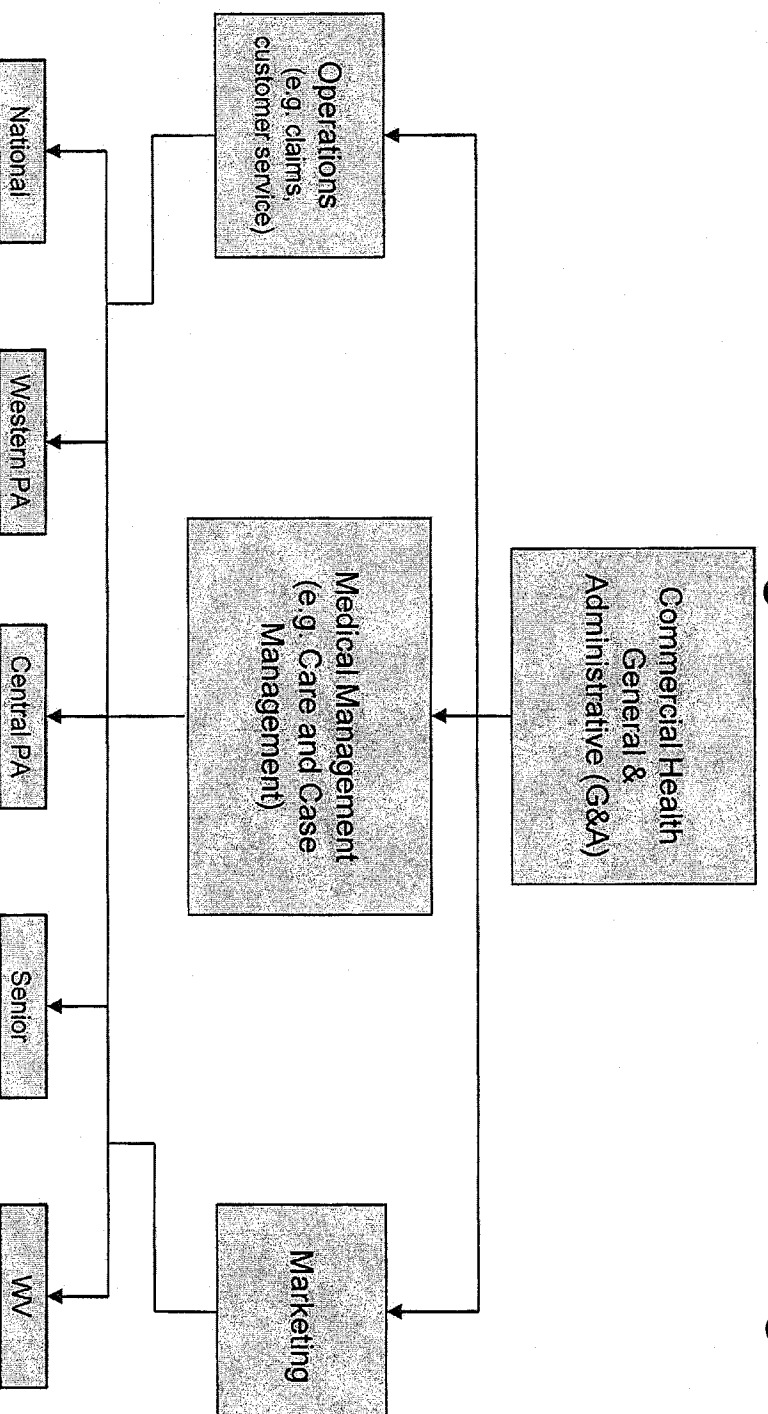 Commercial Health
General &
Administrative (G&A)
Operations
(e.g. claims,
customer service)
Medical Management
(e.g. Care and Case
Management)
Marketing
National
Western PA
Central PA
Senior
WV